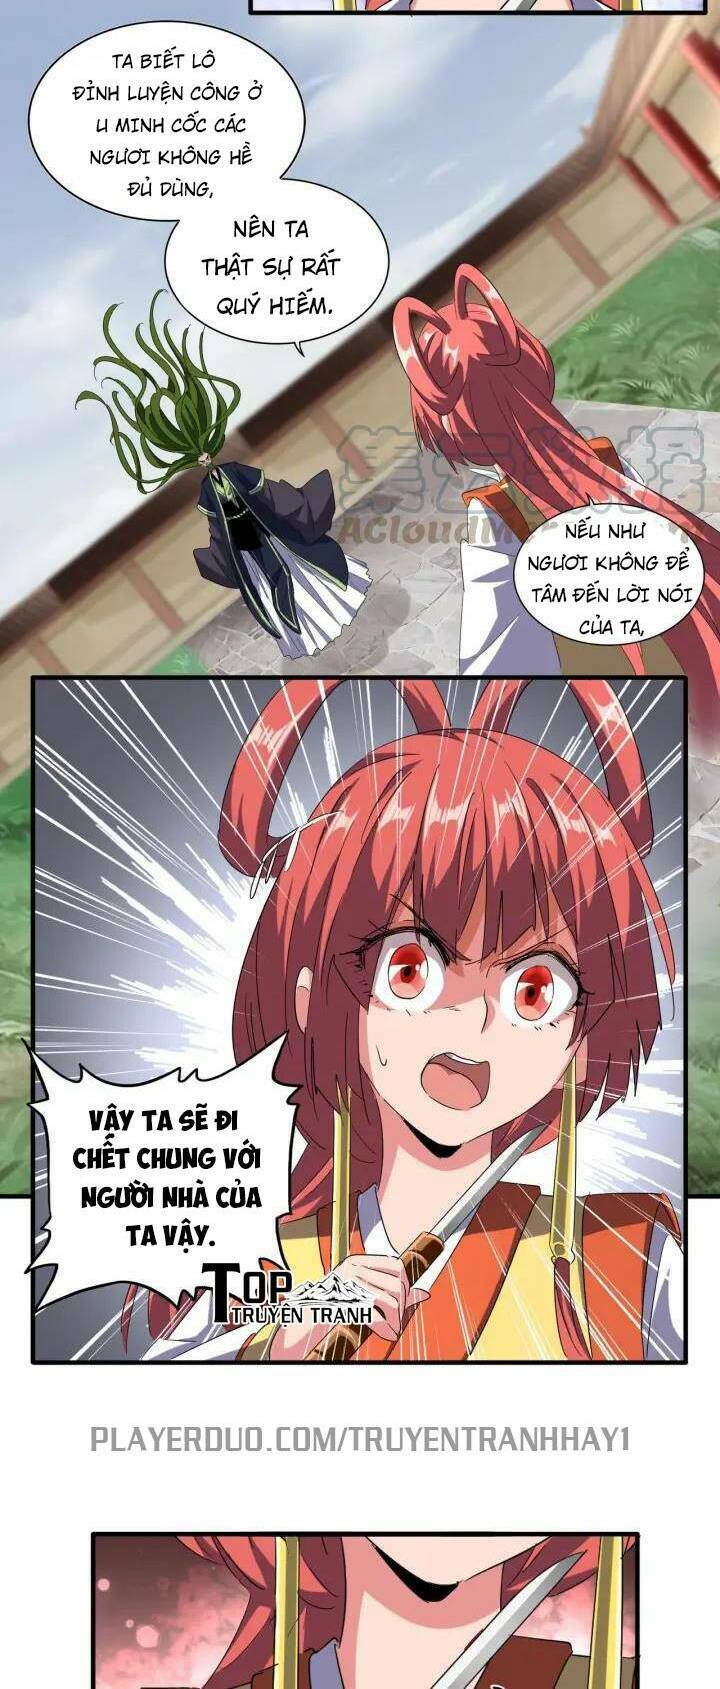 TA BIẾT LÔ
ĐỈNH LUYỆN CÔNG Ở
U MINH CỐC CÁC
NGƯƠI KHÔNG HỀ
ĐỦ DÙNG,
NÊN TA
THẬT SỰ RẤT
QUÝ HIẾM.
NẾU NHƯ
NGƯƠI KHÔNG ĐỂ
TÂM ĐẾN LỜI NÓI
CỦA TA,
VẬY TA SẼ ĐI
CHẾT CHUNG VỚI
NGƯỜI NHÀ CỦA
TA VẬY.
TOP
TRUYỆN TRANH
PLAYERDUO.COM/TRUYENTRANHHAY1